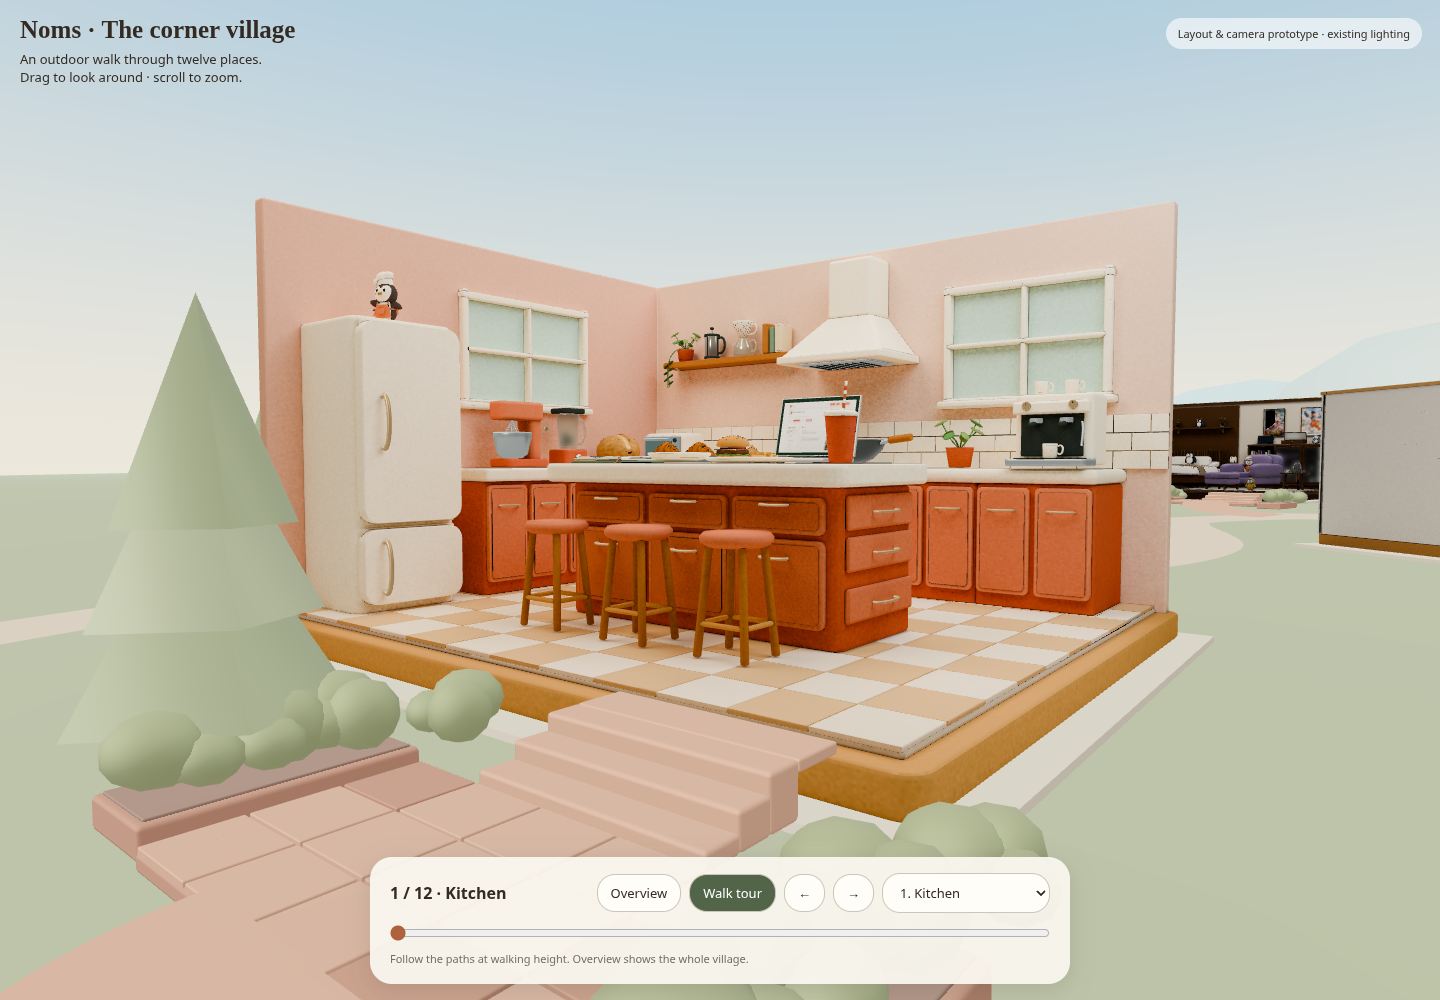 Noms · The corner village
An outdoor walk through twelve places.
Drag to look around · scroll to zoom.
Layout & camera prototype · existing lighting
1 / 12 · Kitchen
Overview
Walk tour
←
→
1. Kitchen
Follow the paths at walking height. Overview shows the whole village.